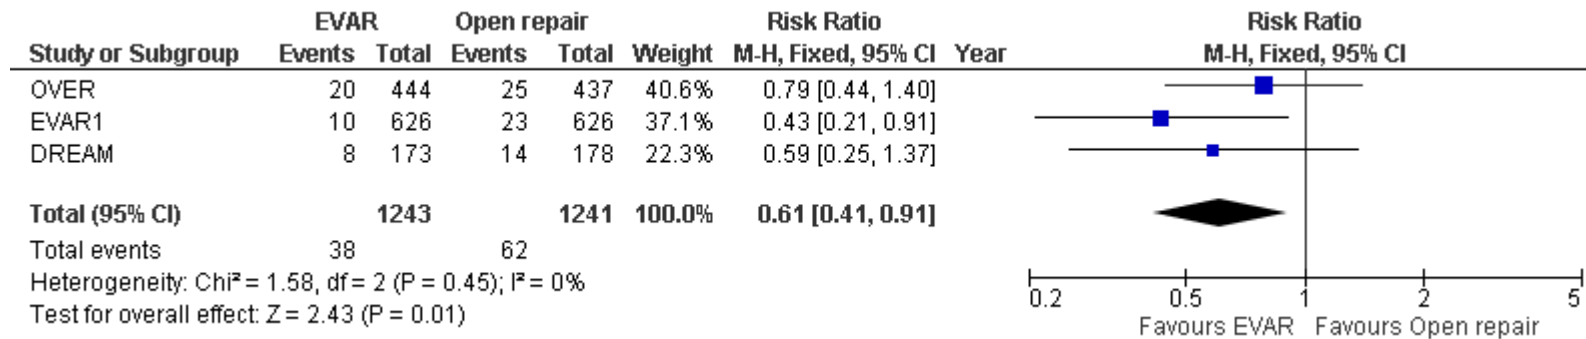 EVAR Open repair Risk Ratio Risk Ratio
Study or Subgroup Events Total Events Total Weight M-H, Fixed, 95% CI Year M-H, Fixed, 95% CI
OVER 20 444 25 437 40.6% 0.79 [0.44, 1.40]
EVAR1 10 626 23 626 37.1% 0.43 [0.21, 0.91]
DREAM 8 173 14 178 22.3% 0.59 [0.25, 1.37]
Total (95% CI) 1243 1241 100.0% 0.61 [0.41, 0.91]
Total events 38 62
Heterogeneity: Chi² = 1.58, df = 2 (P = 0.45); I² = 0%
Test for overall effect: Z = 2.43 (P = 0.01)
0.2 0.5 1 2 5
Favours EVAR Favours Open repair